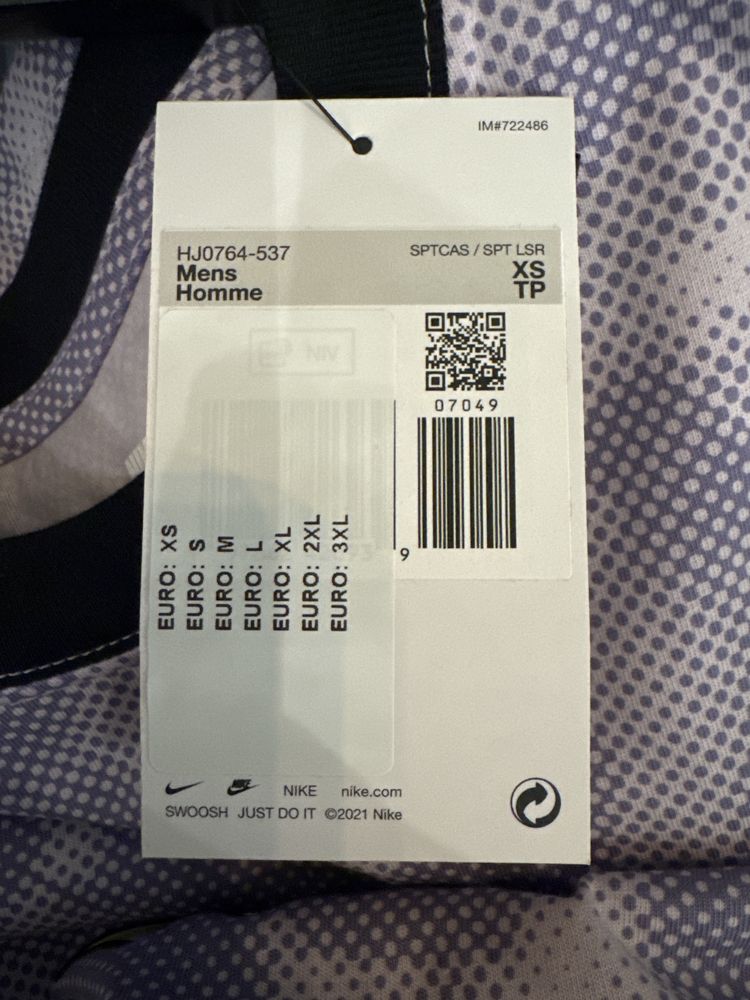 IM#722486
HJ0764-537 SPTCAS / SPT LSR
Mens XS
Homme TP
07049
9
EURO: XS
EURO: S
EURO: M
EURO: L
EURO: XL
EURO: 2XL
EURO: 3XL
NIKE nike.com
SWOOSH JUST DO IT ©2021 Nike